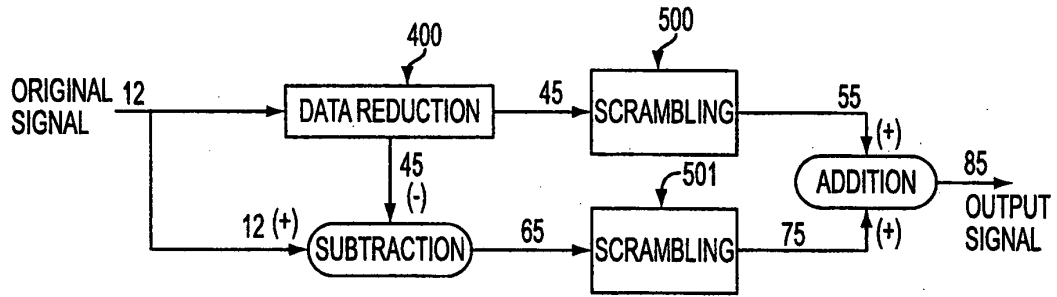 400
500
ORIGINAL
SIGNAL
12
DATA REDUCTION
45
SCRAMBLING
55
(+)
45
(-)
501
ADDITION
85
OUTPUT
SIGNAL
12 (+)
SUBTRACTION
65
SCRAMBLING
75
(+)